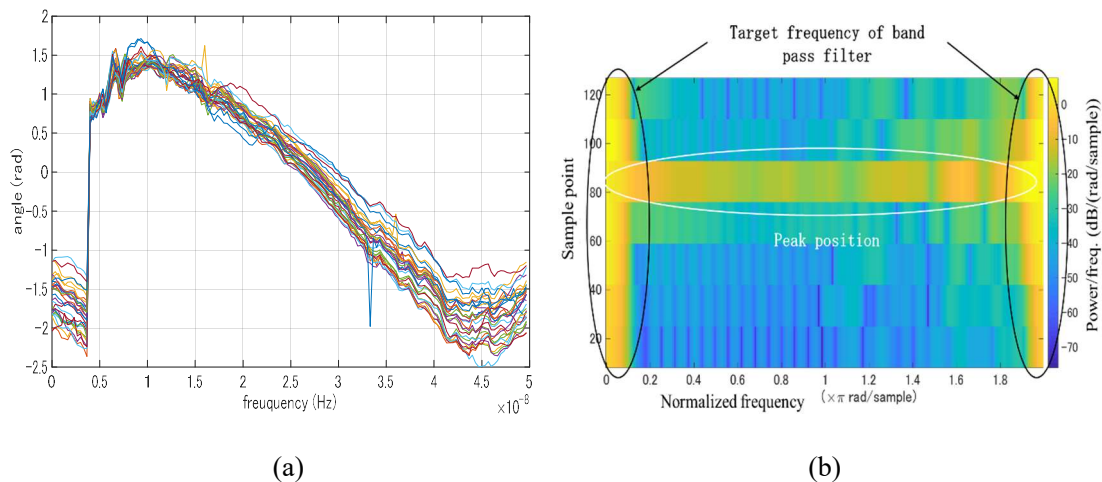 2
1.5
1
0.5
0
-0.5
-1
-1.5
-2
-2.5
angle (rad)
0 0.5 1 1.5 2 2.5 3 3.5 4 4.5 5
freuquency (Hz)
×10⁻⁸
(a)
Target frequency of band
pass filter
120
100
80
60
40
20
Sample point
Peak position
0 0.2 0.4 0.6 0.8 1 1.2 1.4 1.6 1.8
Normalized frequency (×π rad/sample)
0
-10
-20
-30
-40
-50
-60
-70
Power/freq. (dB/(rad/sample))
(b)